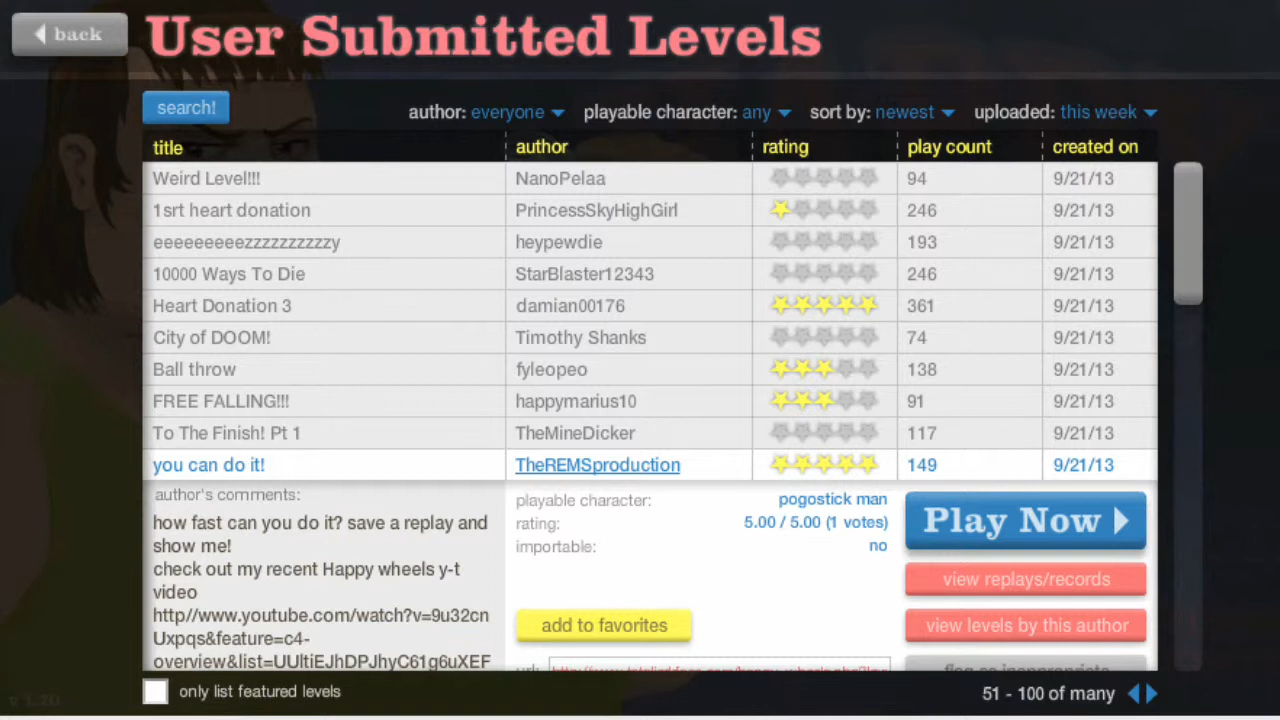 back User Submitted Levels
search! author: everyone playable character: any sort by: newest uploaded: this week
title author rating play count created on
Weird Level!!! NanoPelaa 94 9/21/13
1srt heart donation PrincessSkyHighGirl 246 9/21/13
eeeeeeeeezzzzzzzzzzy heypewdie 193 9/21/13
10000 Ways To Die StarBlaster12343 246 9/21/13
Heart Donation 3 damian00176 361 9/21/13
City of DOOM! Timothy Shanks 74 9/21/13
Ball throw fyleopeo 138 9/21/13
FREE FALLING!!! happymarius10 91 9/21/13
To The Finish! Pt 1 TheMineDicker 117 9/21/13
you can do it! TheREMSproduction 149 9/21/13
author's comments:
how fast can you do it? save a replay and
show me!
check out my recent Happy wheels y-t
video
http//www.youtube.com/watch?v=9u32cn
Uxpqs&feature=c4-
overview&list=UUltiEJhDPJhyC61g6uXEF
playable character: pogostick man
rating: 5.00 / 5.00 (1 votes)
importable: no
add to favorites
url:
Play Now
view replays/records
view levels by this author
flag as inappropriate
only list featured levels 51 - 100 of many